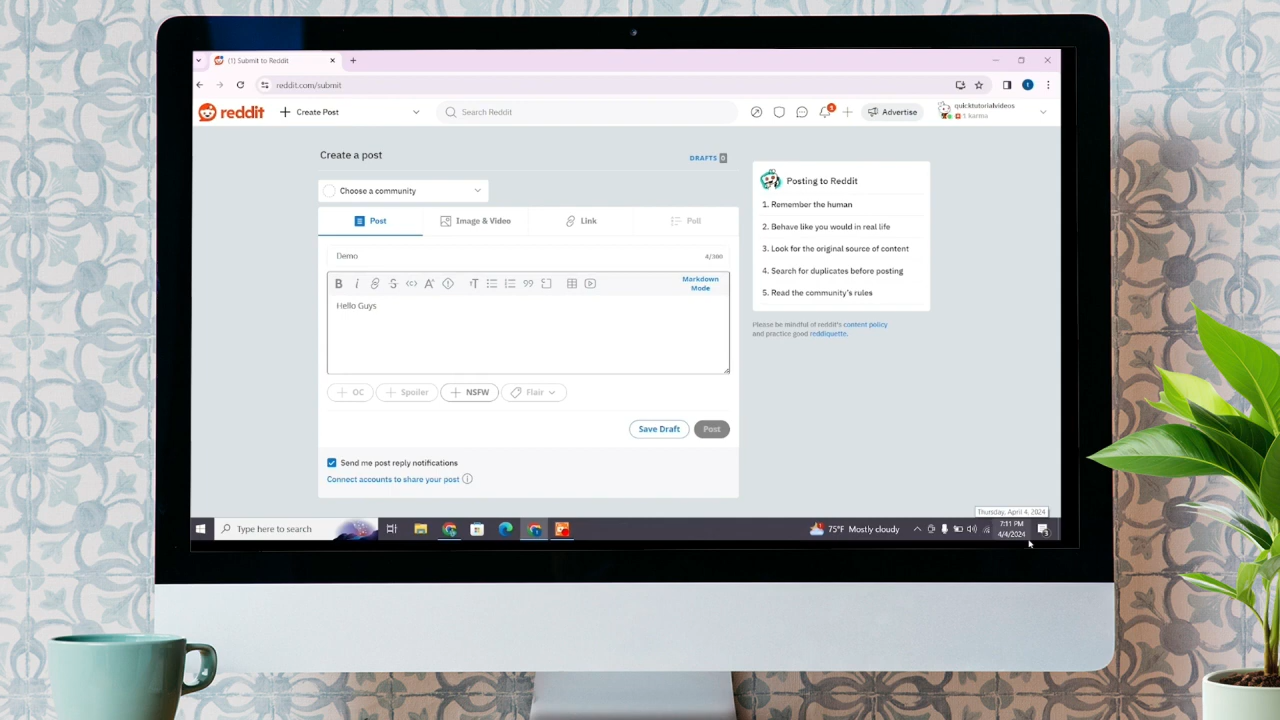 (1) Submit to Reddit
reddit.com/submit
t
reddit
Create Post
Search Reddit
Advertise
quicktutorialvideos
1 karma
Create a post
DRAFTS 0
Choose a community
Post
Image & Video
Link
Poll
Demo
4/300
Markdown
Mode
Hello Guys
OC
Spoiler
NSFW
Flair
Save Draft
Post
Send me post reply notifications
Connect accounts to share your post
Posting to Reddit
1. Remember the human
2. Behave like you would in real life
3. Look for the original source of content
4. Search for duplicates before posting
5. Read the community's rules
Please be mindful of reddit's content policy
and practice good reddiquette.
Thursday, April 4, 2024
Type here to search
75°F Mostly cloudy
7:11 PM
4/4/2024
3